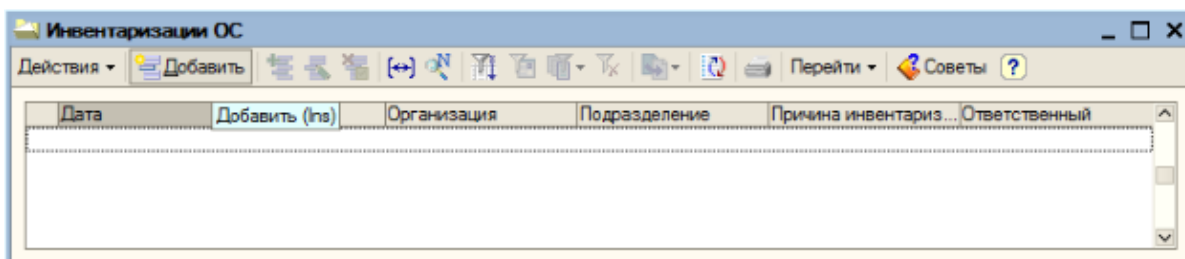 Инвентаризации ОС
Действия Добавить Перейти Советы ?
Дата Добавить (Ins) Организация Подразделение Причина инвентариз... Ответственный